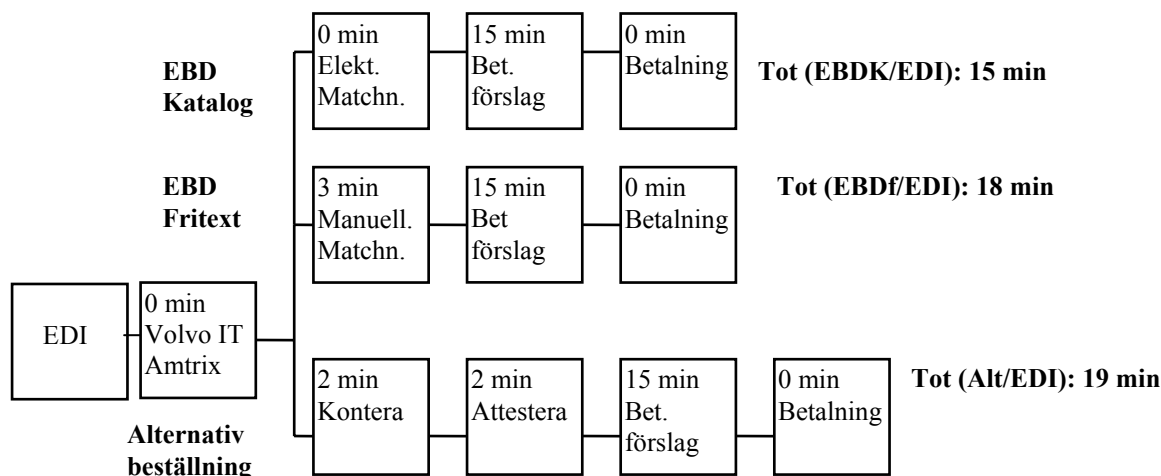 EBD
Katalog
0 min
Elekt.
Matchn.
15 min
Bet.
förslag
0 min
Betalning
Tot (EBDK/EDI): 15 min
EBD
Fritext
3 min
Manuell.
Matchn.
15 min
Bet
förslag
0 min
Betalning
Tot (EBDf/EDI): 18 min
EDI
0 min
Volvo IT
Amtrix
Alternativ
beställning
2 min
Kontera
2 min
Attestera
15 min
Bet.
förslag
0 min
Betalning
Tot (Alt/EDI): 19 min